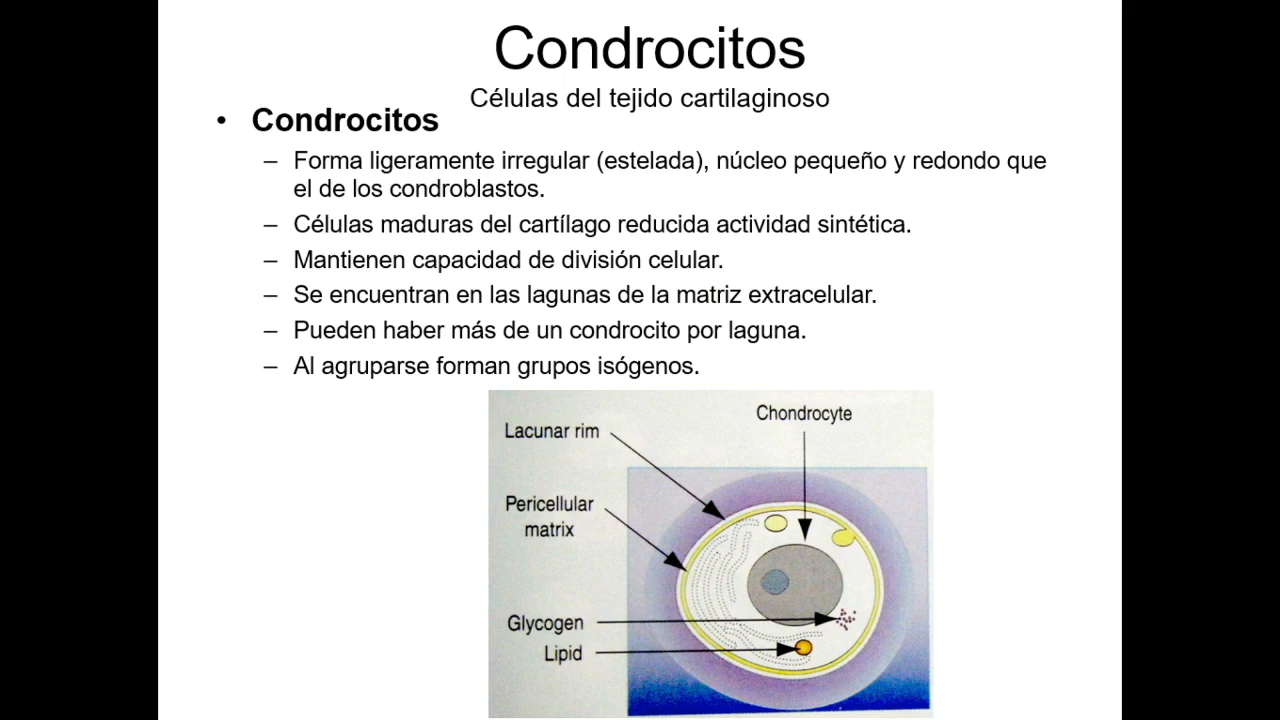 Condrocitos
Células del tejido cartilaginoso
• Condrocitos
– Forma ligeramente irregular (estelada), núcleo pequeño y redondo que
el de los condroblastos.
– Células maduras del cartílago reducida actividad sintética.
– Mantienen capacidad de división celular.
– Se encuentran en las lagunas de la matriz extracelular.
– Pueden haber más de un condrocito por laguna.
– Al agruparse forman grupos isógenos.
Chondrocyte
Lacunar rim
Pericellular
matrix
Glycogen
Lipid